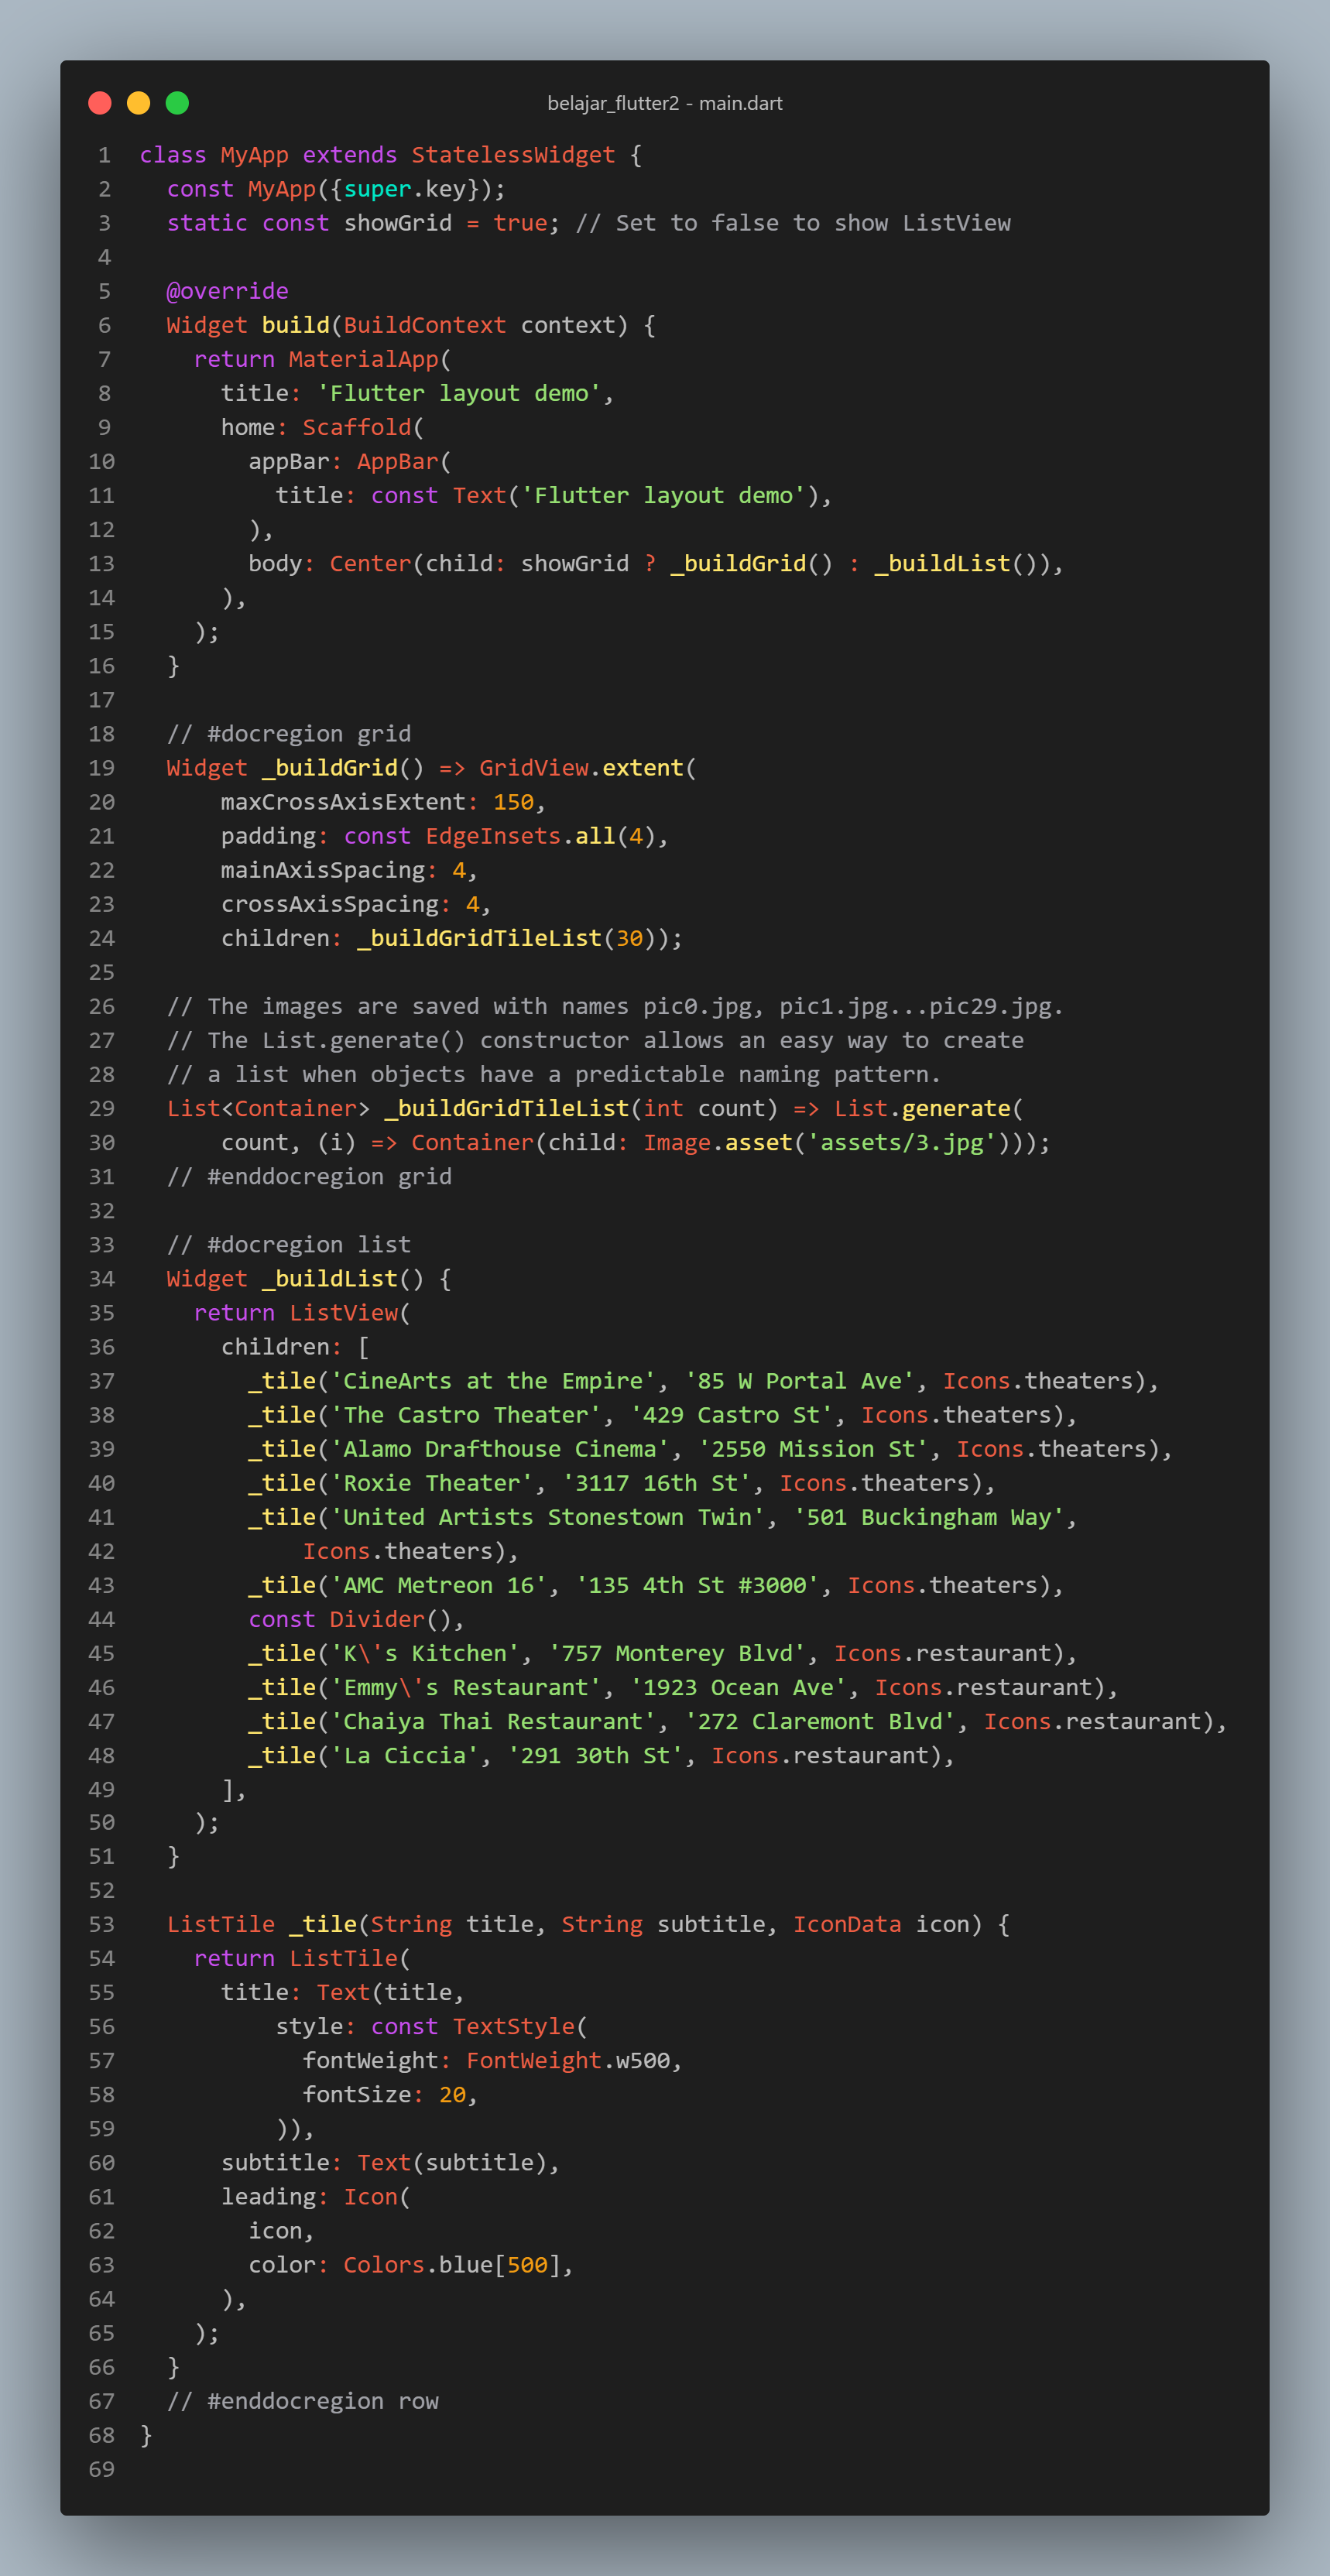 belajar_flutter2 - main.dart
1 class MyApp extends StatelessWidget {
2   const MyApp({super.key});
3   static const showGrid = true; // Set to false to show ListView
4
5   @override
6   Widget build(BuildContext context) {
7     return MaterialApp(
8       title: 'Flutter layout demo',
9       home: Scaffold(
10         appBar: AppBar(
11           title: const Text('Flutter layout demo'),
12         ),
13         body: Center(child: showGrid ? _buildGrid() : _buildList()),
14       ),
15     );
16   }
17
18   // #docregion grid
19   Widget _buildGrid() => GridView.extent(
20       maxCrossAxisExtent: 150,
21       padding: const EdgeInsets.all(4),
22       mainAxisSpacing: 4,
23       crossAxisSpacing: 4,
24       children: _buildGridTileList(30));
25
26   // The images are saved with names pic0.jpg, pic1.jpg...pic29.jpg.
27   // The List.generate() constructor allows an easy way to create
28   // a list when objects have a predictable naming pattern.
29   List<Container> _buildGridTileList(int count) => List.generate(
30       count, (i) => Container(child: Image.asset('assets/3.jpg')));
31   // #enddocregion grid
32
33   // #docregion list
34   Widget _buildList() {
35     return ListView(
36       children: [
37         _tile('CineArts at the Empire', '85 W Portal Ave', Icons.theaters),
38         _tile('The Castro Theater', '429 Castro St', Icons.theaters),
39         _tile('Alamo Drafthouse Cinema', '2550 Mission St', Icons.theaters),
40         _tile('Roxie Theater', '3117 16th St', Icons.theaters),
41         _tile('United Artists Stonestown Twin', '501 Buckingham Way',
42             Icons.theaters),
43         _tile('AMC Metreon 16', '135 4th St #3000', Icons.theaters),
44         const Divider(),
45         _tile('K\'s Kitchen', '757 Monterey Blvd', Icons.restaurant),
46         _tile('Emmy\'s Restaurant', '1923 Ocean Ave', Icons.restaurant),
47         _tile('Chaiya Thai Restaurant', '272 Claremont Blvd', Icons.restaurant),
48         _tile('La Ciccia', '291 30th St', Icons.restaurant),
49       ],
50     );
51   }
52
53   ListTile _tile(String title, String subtitle, IconData icon) {
54     return ListTile(
55       title: Text(title,
56           style: const TextStyle(
57             fontWeight: FontWeight.w500,
58             fontSize: 20,
59           )),
60       subtitle: Text(subtitle),
61       leading: Icon(
62         icon,
63         color: Colors.blue[500],
64       ),
65     );
66   }
67   // #enddocregion row
68 }
69